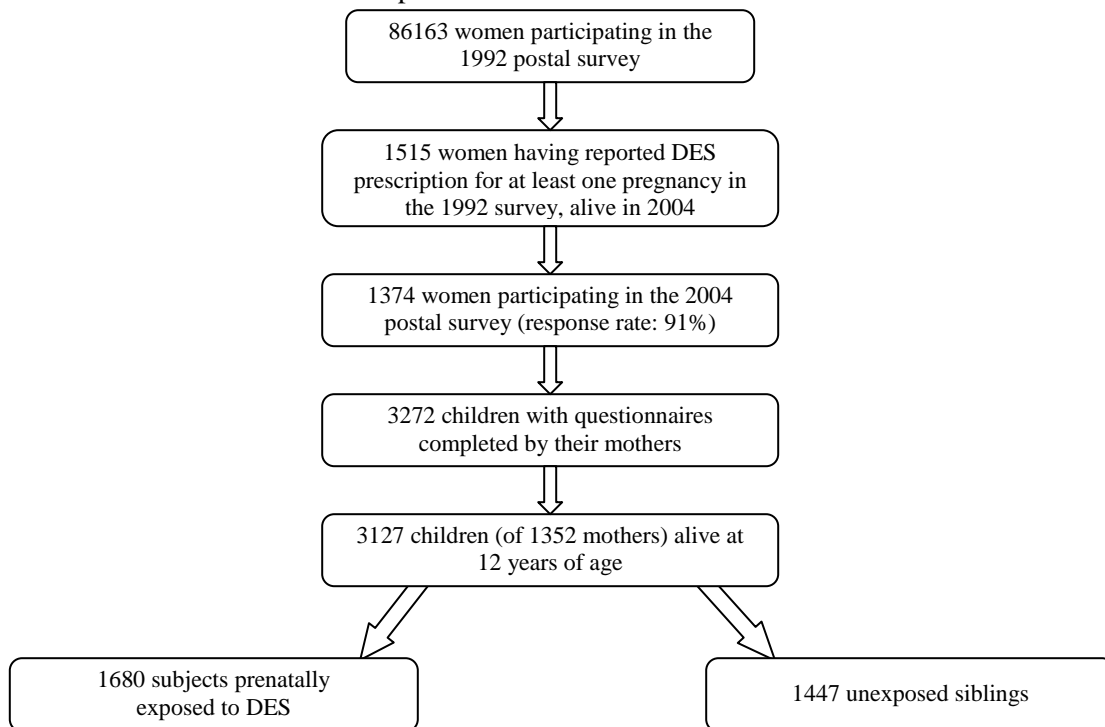 86163 women participating in the
1992 postal survey
1515 women having reported DES
prescription for at least one pregnancy in
the 1992 survey, alive in 2004
1374 women participating in the 2004
postal survey (response rate: 91%)
3272 children with questionnaires
completed by their mothers
3127 children (of 1352 mothers) alive at
12 years of age
1680 subjects prenatally
exposed to DES
1447 unexposed siblings